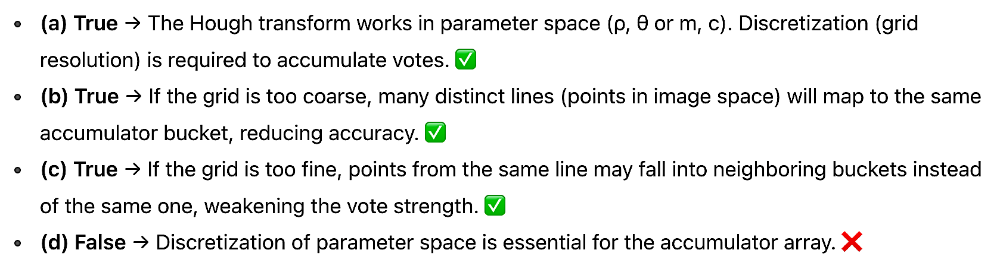 • (a) True → The Hough transform works in parameter space (ρ, θ or m, c). Discretization (grid
resolution) is required to accumulate votes. ✅
• (b) True → If the grid is too coarse, many distinct lines (points in image space) will map to the same
accumulator bucket, reducing accuracy. ✅
• (c) True → If the grid is too fine, points from the same line may fall into neighboring buckets instead
of the same one, weakening the vote strength. ✅
• (d) False → Discretization of parameter space is essential for the accumulator array. ❌